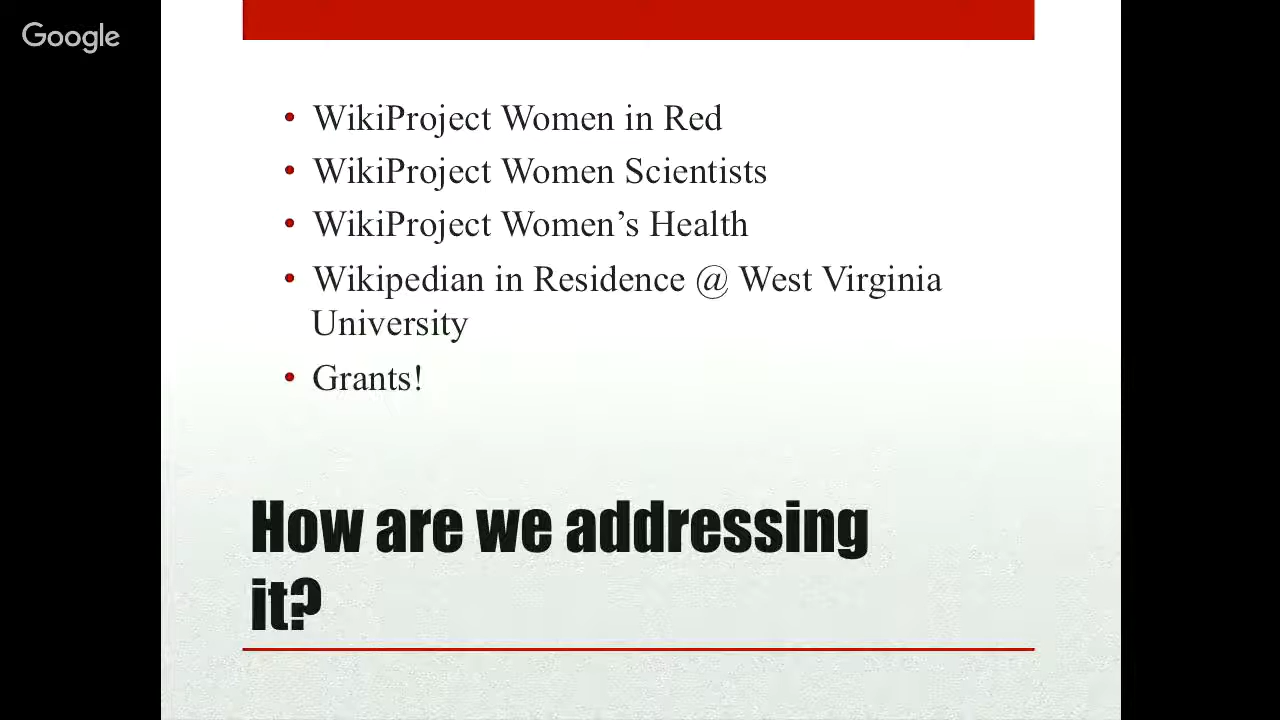 Google
• WikiProject Women in Red
• WikiProject Women Scientists
• WikiProject Women’s Health
• Wikipedian in Residence @ West Virginia
University
• Grants!
How are we addressing
it?